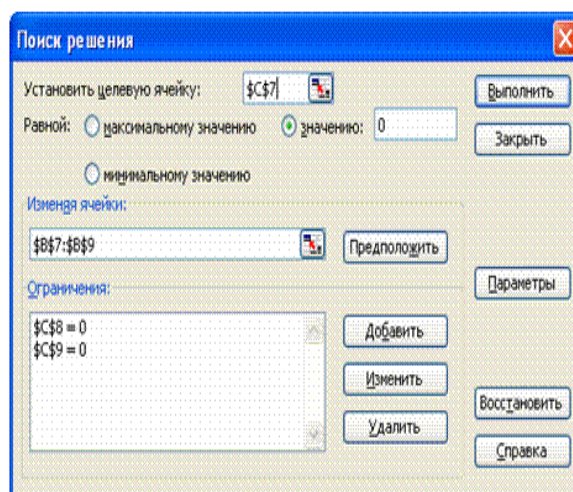 Поиск решения
Установить целевую ячейку: $C$7
Выполнить
Равной: максимальному значению значению: 0
Закрыть
минимальному значению
Изменяя ячейки:
$B$7:$B$9
Предположить
Параметры
Ограничения:
$C$8 = 0
$C$9 = 0
Добавить
Изменить
Удалить
Восстановить
Справка